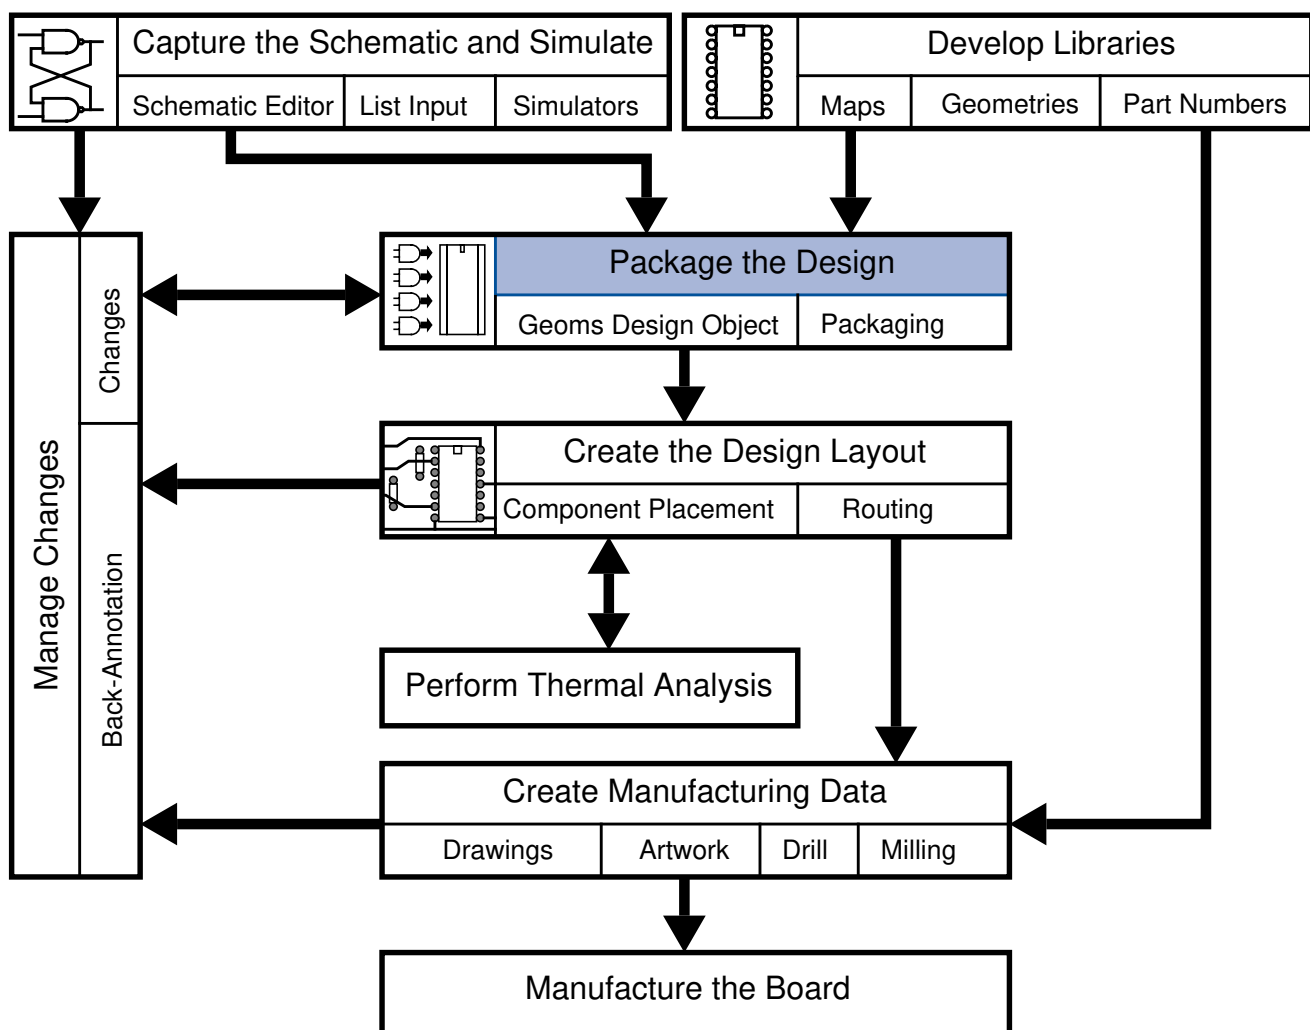 Capture the Schematic and Simulate
Schematic Editor
List Input
Simulators
Develop Libraries
Maps
Geometries
Part Numbers
Manage Changes
Changes
Back-Annotation
Package the Design
Geoms Design Object
Packaging
Create the Design Layout
Component Placement
Routing
Perform Thermal Analysis
Create Manufacturing Data
Drawings
Artwork
Drill
Milling
Manufacture the Board